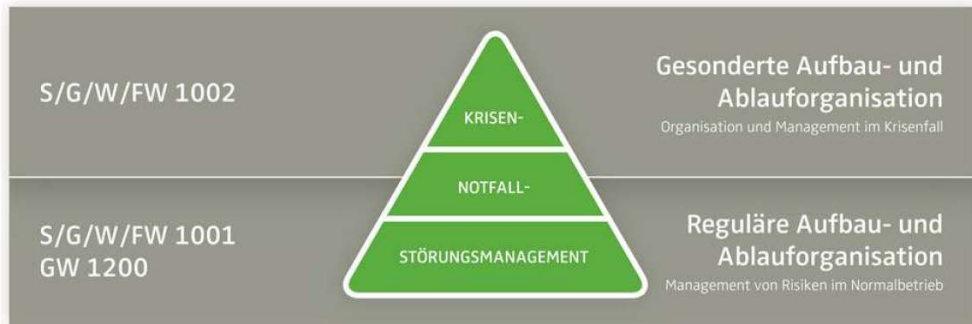 S/G/W/FW 1002
KRISEN-
Gesonderte Aufbau- und
Ablauforganisation
Organisation und Management im Krisenfall
NOTFALL-
S/G/W/FW 1001
GW 1200
STÖRUNGSMANAGEMENT
Reguläre Aufbau- und
Ablauforganisation
Management von Risiken im Normalbetrieb